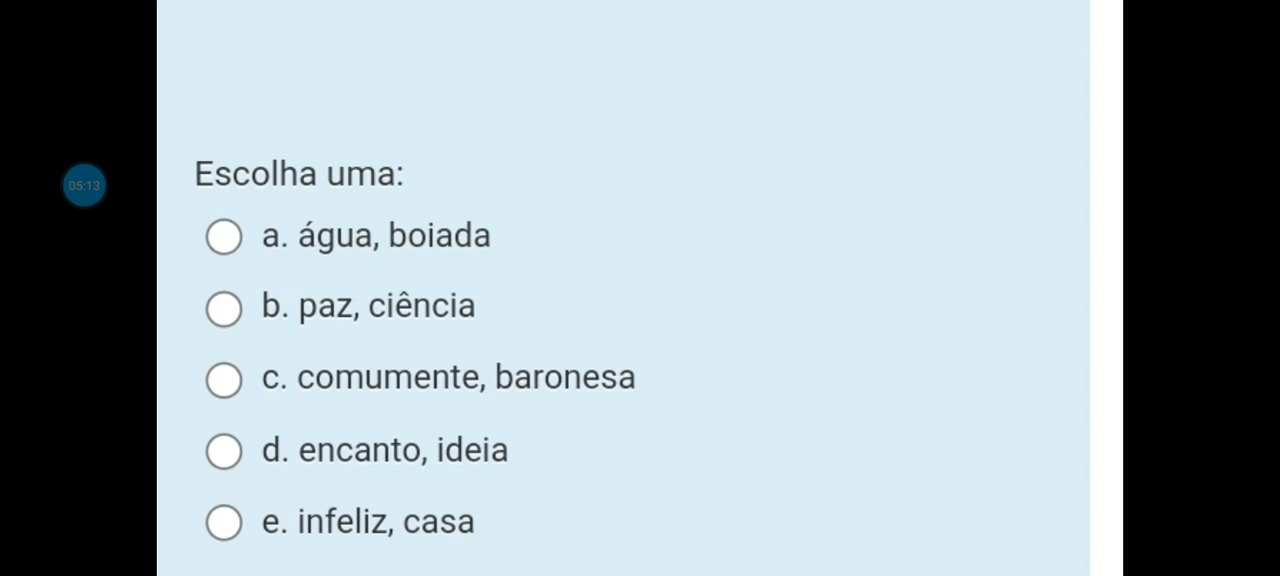 Escolha uma:
05:13
a. água, boiada
b. paz, ciência
c. comumente, baronesa
d. encanto, ideia
e. infeliz, casa